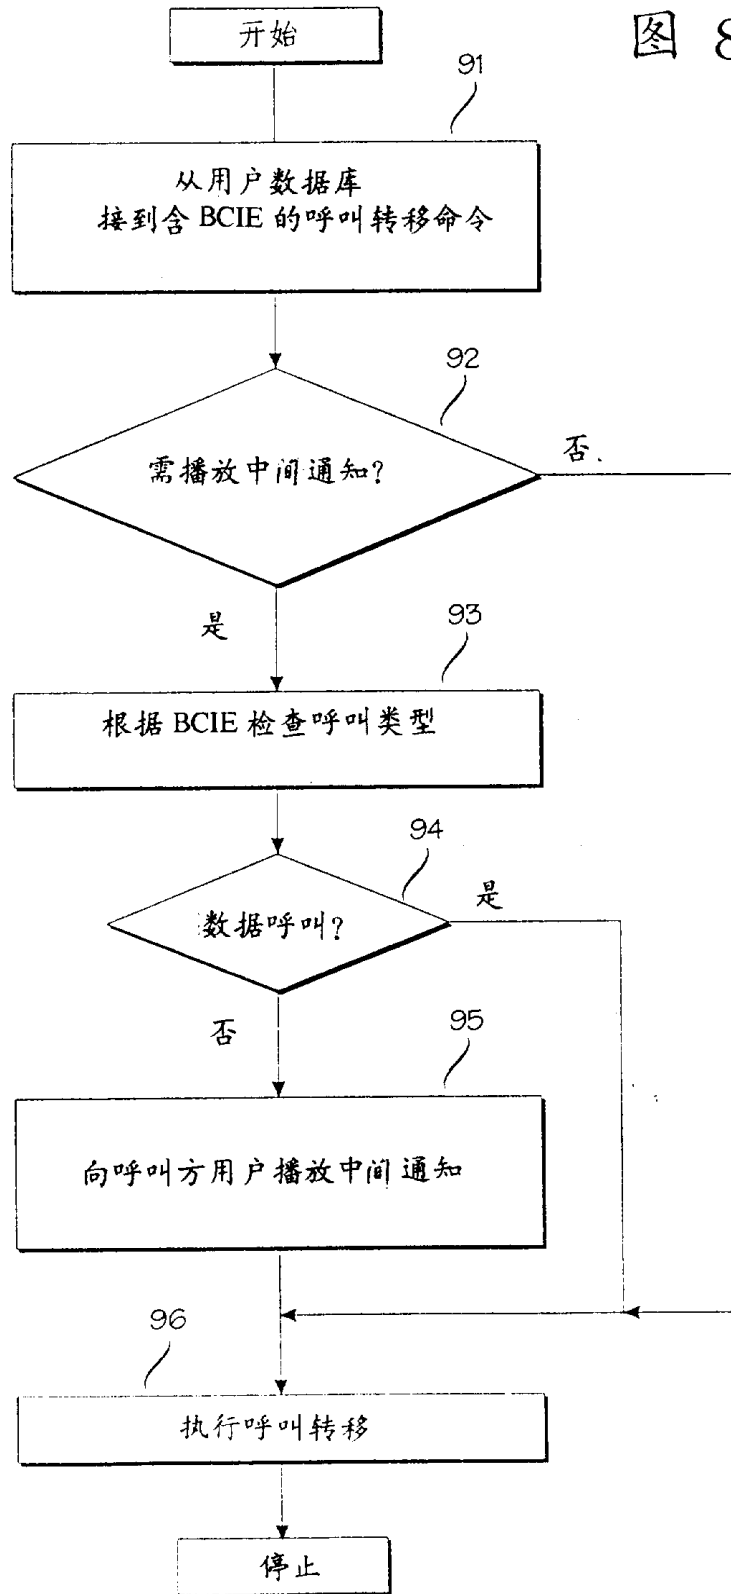 开始
图 8
91
从用户数据库
接到含 BCIE 的呼叫转移命令
92
需播放中间通知?
否.
是
93
根据 BCIE 检查呼叫类型
94
数据呼叫?
是
否
95
向呼叫方用户播放中间通知
96
执行呼叫转移
停止